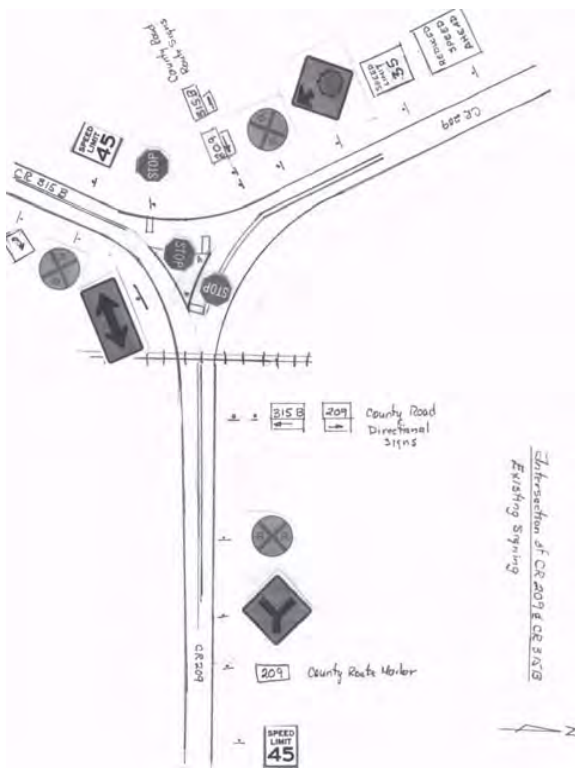 County Road
Route Signs
315B
209
SPEED
LIMIT
35
REDUCED
SPEED
AHEAD
CR 209
SPEED
LIMIT
45
STOP
CR 315B
STOP
STOP
315B
209
County Road
Directional
Signs
R R
209
County Route Marker
CR 209
SPEED
LIMIT
45
Intersection of CR 209 & CR 315B
Existing Signing
N